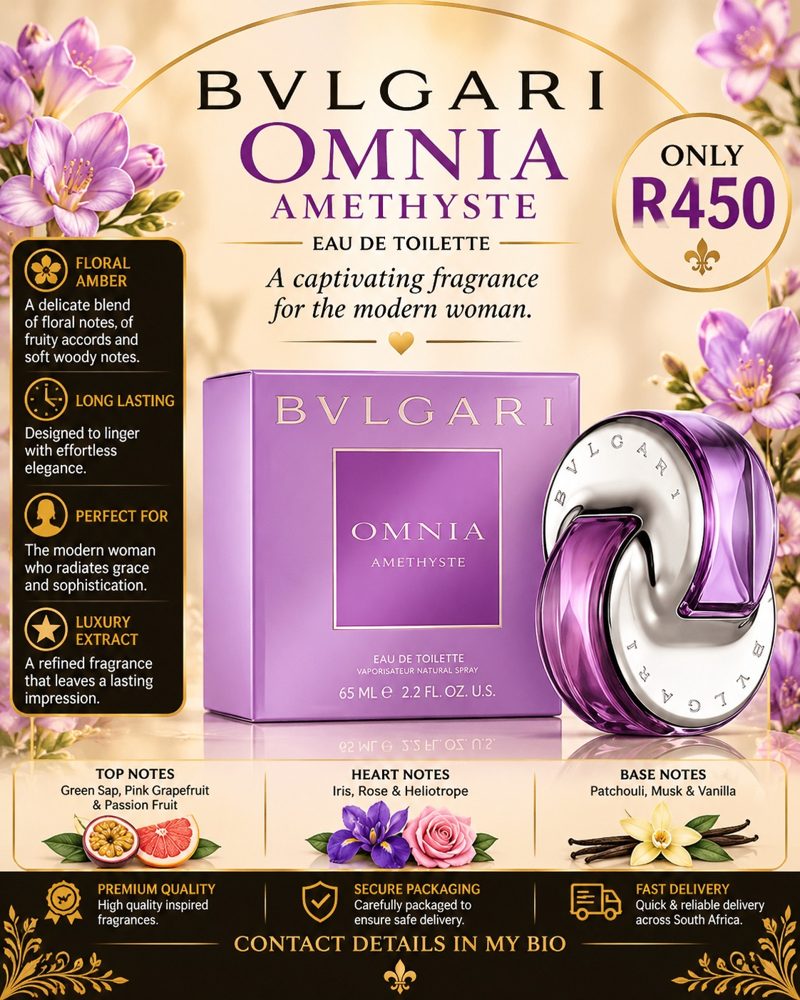 BVLGARI
OMNIA
AMETHYSTE
EAU DE TOILETTE
A captivating fragrance
for the modern woman.
ONLY
R450
FLORAL
AMBER
A delicate blend
of floral notes, of
fruity accords and
soft woody notes.
LONG LASTING
Designed to linger
with effortless
elegance.
PERFECT FOR
The modern woman
who radiates grace
and sophistication.
LUXURY
EXTRACT
A refined fragrance
that leaves a lasting
impression.
BVLGARI
OMNIA
AMETHYSTE
EAU DE TOILETTE
VAPORISATEUR NATURAL SPRAY
65 ML ℮ 2.2 FL. OZ. U.S.
BVLGARI
BVLGARI
TOP NOTES
Green Sap, Pink Grapefruit
& Passion Fruit
HEART NOTES
Iris, Rose & Heliotrope
BASE NOTES
Patchouli, Musk & Vanilla
PREMIUM QUALITY
High quality inspired
fragrances.
SECURE PACKAGING
Carefully packaged to
ensure safe delivery.
FAST DELIVERY
Quick & reliable delivery
across South Africa.
CONTACT DETAILS IN MY BIO